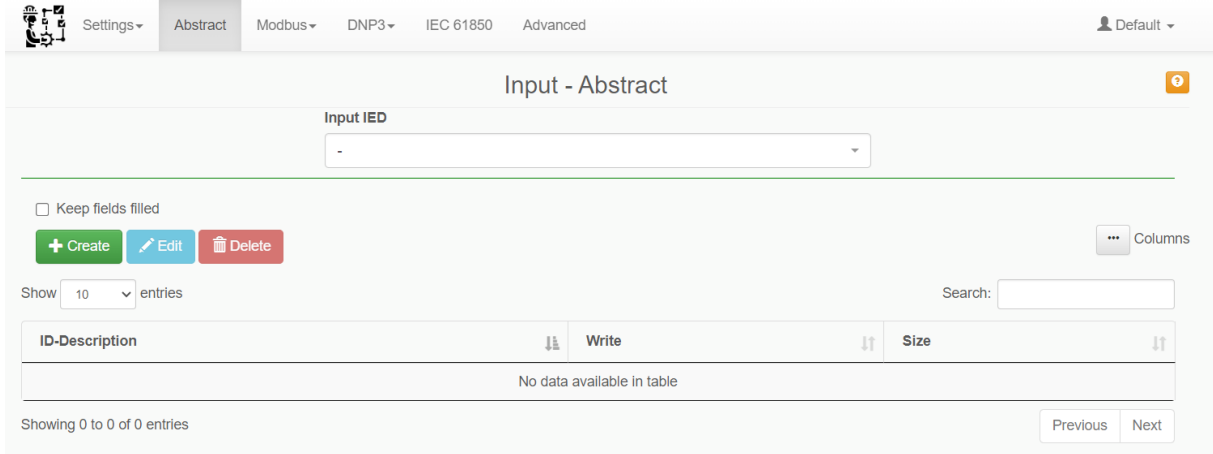 Settings Abstract Modbus DNP3 IEC 61850 Advanced Default
Input - Abstract
Input IED
-
Keep fields filled
Create Edit Delete
... Columns
Show 10 entries Search:
ID-Description Write Size
No data available in table
Showing 0 to 0 of 0 entries Previous Next